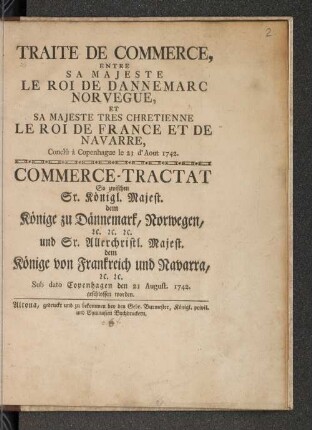 2
TRAITE DE COMMERCE,
ENTRE
SA MAJESTE
LE ROI DE DANNEMARC
NORVEGUE,
ET
SA MAJESTE TRES CHRETIENNE
LE ROI DE FRANCE ET DE
NAVARRE,
Conclû à Copenhague le 23 d'Aout 1742.
COMMERCE-TRACTAT
So zwischen
Sr. Königl. Majest.
dem
Könige zu Dännemark, Norwegen,
ꝛc. ꝛc. ꝛc.
und Sr. Allerchristl. Majest.
dem
Könige von Frankreich und Navarra,
ꝛc. ꝛc.
Sub dato Copenhagen den 23 August. 1742.
geschlossen worden.
Altona, gedruckt und zu bekommen bey den Gebr. Burmester, Königl. privil.
und Gymnasien Buchdruckern.